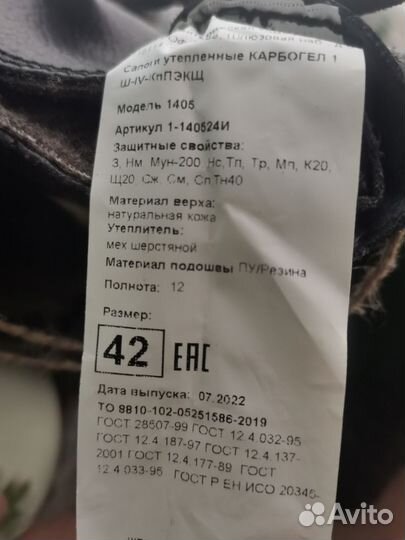 Сапоги утепленные КАРБОГЕЛ 1
Ш-IV-КпПЭКЩ
Модель 1405
Артикул 1-140524И
Защитные свойства:
З, Нм, Мун-200, Нс,Тл, Тр, Мп, К20,
Щ20, Сж, См, Сп,Тн40
Материал верха:
натуральная кожа
Утеплитель:
мех шерстяной
Материал подошвы ПУ/Резина
Полнота: 12
Размер:
42 EAC
Дата выпуска: 07.2022
ТО 8810-102-05251586-2019
ГОСТ 28507-99 ГОСТ 12.4.032-95
ГОСТ 12.4.187-97 ГОСТ 12.4.137-
2001 ГОСТ 12.4.177-89 ГОСТ
12.4.033-95 ГОСТ Р ЕН ИСО 20345-
Avito